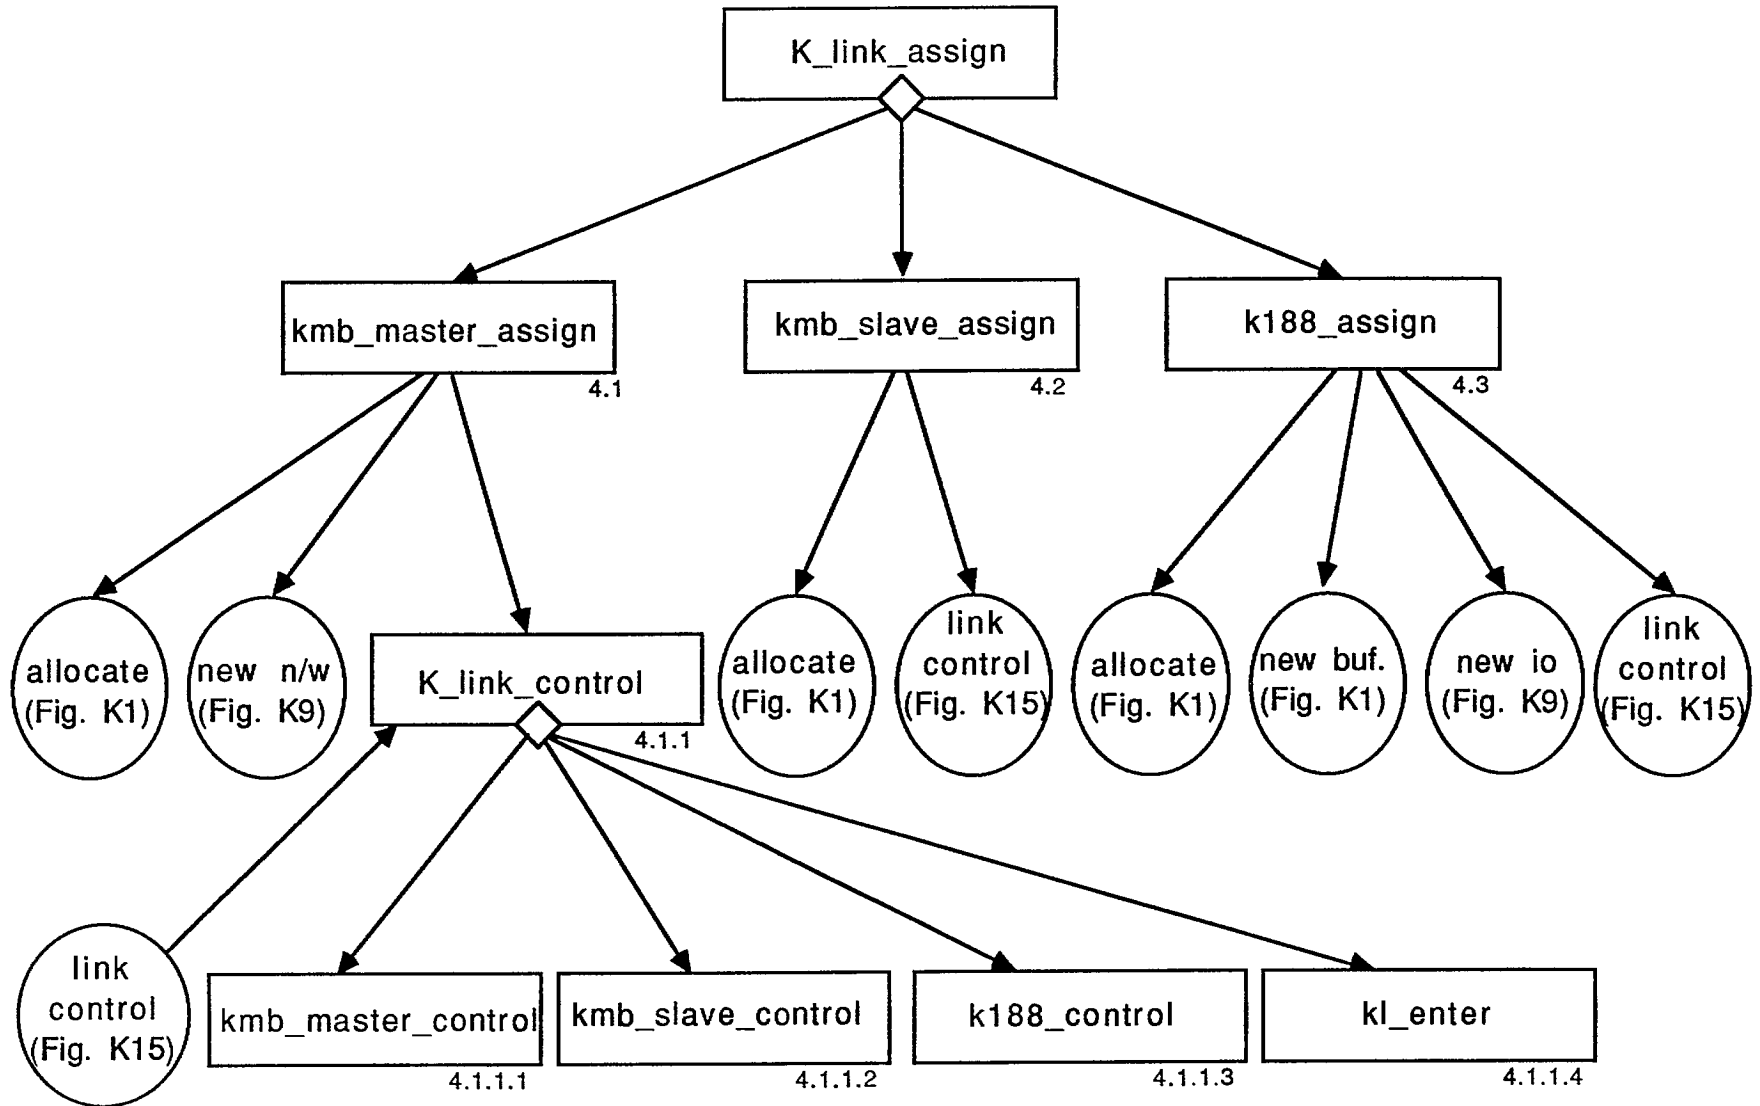 K_link_assign
kmb_master_assign
4.1
kmb_slave_assign
4.2
k188_assign
4.3
allocate
(Fig. K1)
new n/w
(Fig. K9)
K_link_control
4.1.1
allocate
(Fig. K1)
link
control
(Fig. K15)
allocate
(Fig. K1)
new buf.
(Fig. K1)
new io
(Fig. K9)
link
control
(Fig. K15)
link
control
(Fig. K15)
kmb_master_control
4.1.1.1
kmb_slave_control
4.1.1.2
k188_control
4.1.1.3
kl_enter
4.1.1.4